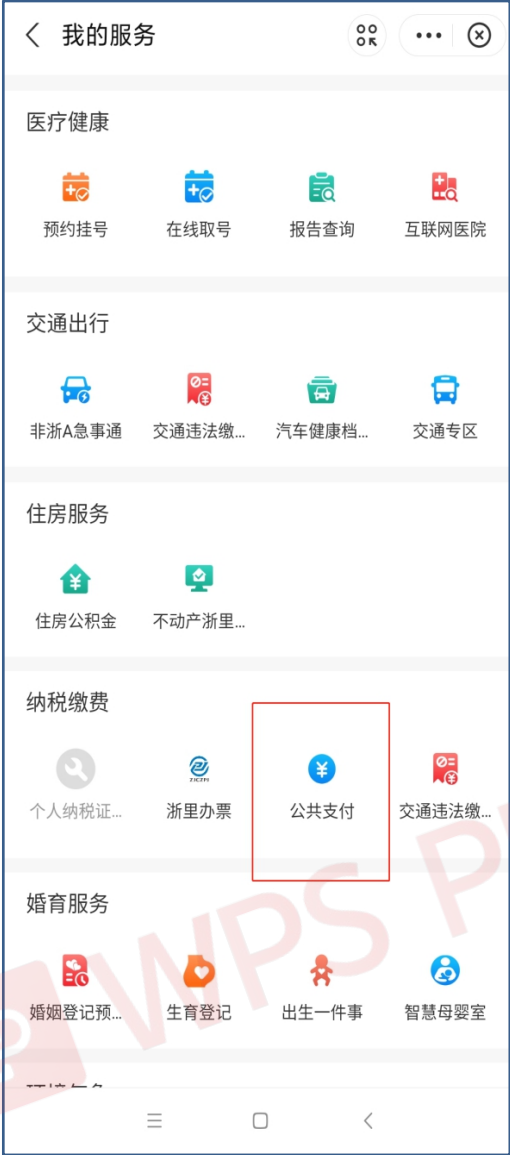 我的服务
医疗健康
预约挂号 在线取号 报告查询 互联网医院
交通出行
非浙A急事通 交通违法缴... 汽车健康档... 交通专区
住房服务
住房公积金 不动产浙里...
纳税缴费
ZICZPJ
个人纳税证... 浙里办票 公共支付 交通违法缴...
婚育服务
婚姻登记预... 生育登记 出生一件事 智慧母婴室
WPS P